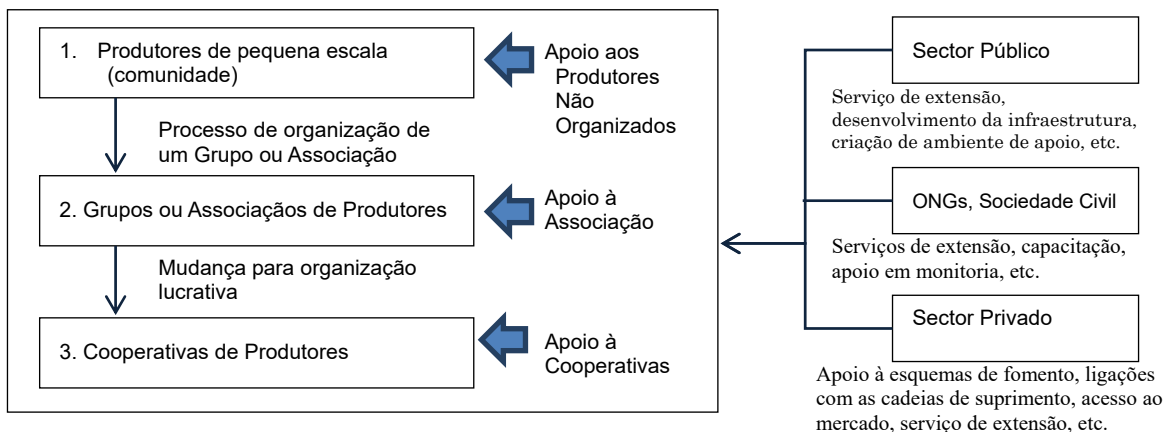 1. Produtores de pequena escala
(comunidade)
Apoio aos
Produtores
Não
Organizados
Processo de organização de
um Grupo ou Associação
2. Grupos ou Associaçãos de Produtores
Apoio à
Associação
Mudança para organização
lucrativa
3. Cooperativas de Produtores
Apoio à
Cooperativas
Sector Público
Serviço de extensão,
desenvolvimento da infraestrutura,
criação de ambiente de apoio, etc.
ONGs, Sociedade Civil
Serviços de extensão, capacitação,
apoio em monitoria, etc.
Sector Privado
Apoio à esquemas de fomento, ligações
com as cadeias de suprimento, acesso ao
mercado, serviço de extensão, etc.